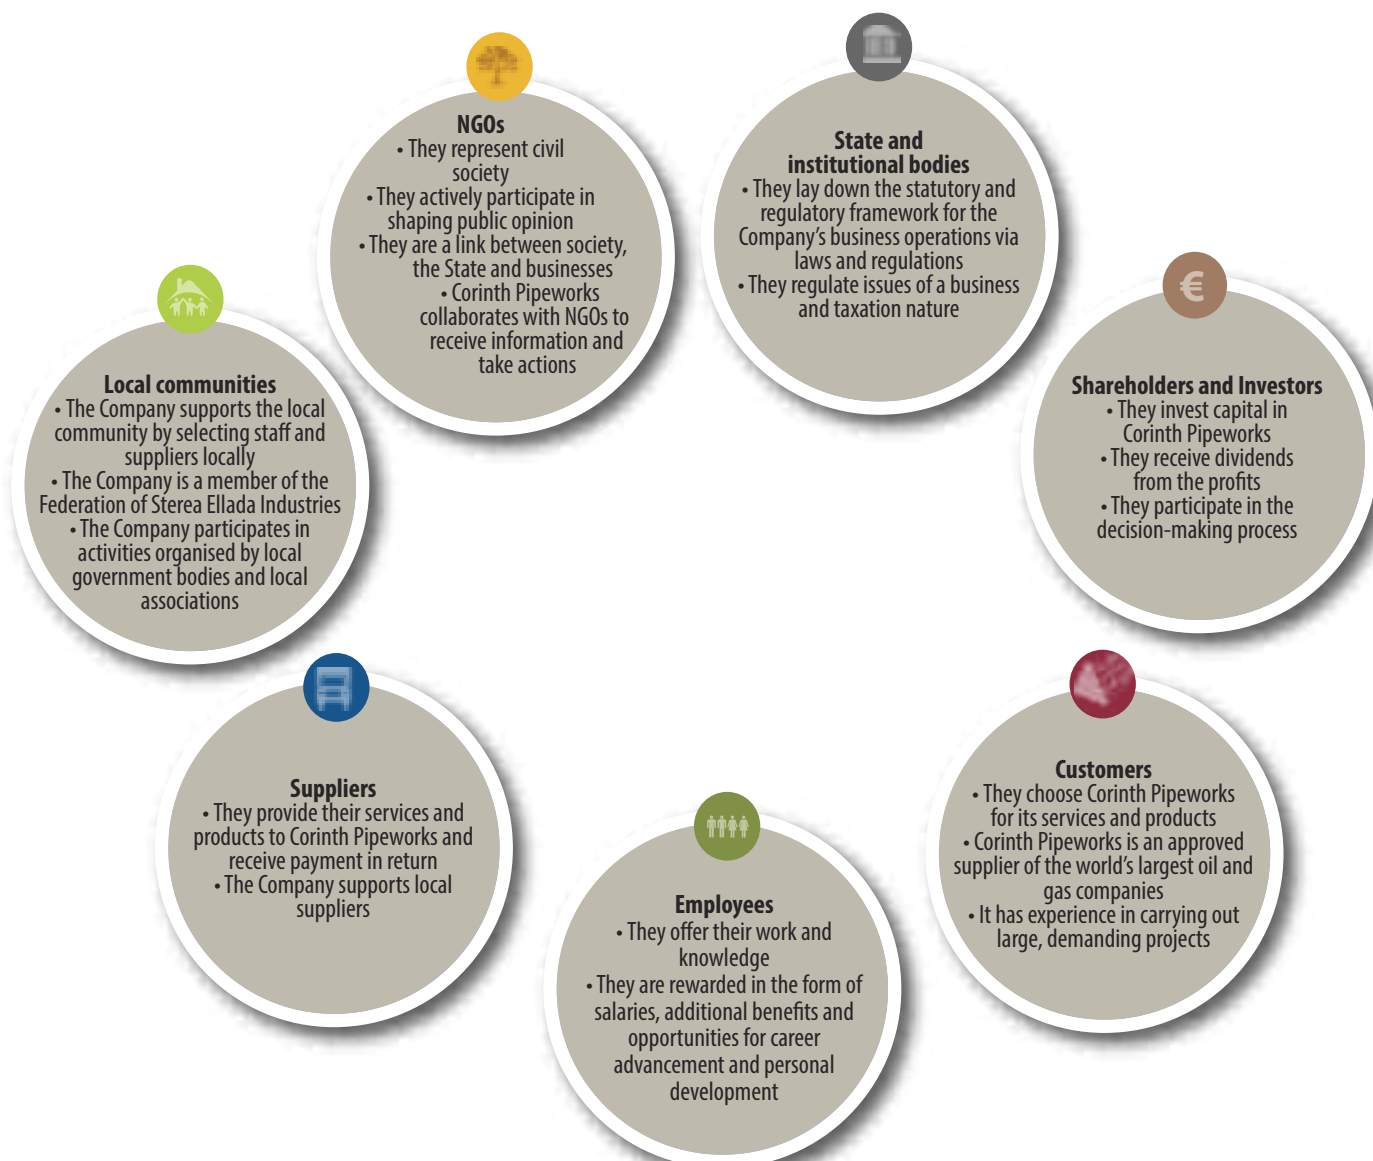 NGOs
• They represent civil
society
• They actively participate in
shaping public opinion
• They are a link between society,
the State and businesses
• Corinth Pipeworks
collaborates with NGOs to
receive information and
take actions
State and
institutional bodies
• They lay down the statutory and
regulatory framework for the
Company’s business operations via
laws and regulations
• They regulate issues of a business
and taxation nature
Local communities
• The Company supports the local
community by selecting staff and
suppliers locally
• The Company is a member of the
Federation of Sterea Ellada Industries
• The Company participates in
activities organised by local
government bodies and local
associations
€
Shareholders and Investors
• They invest capital in
Corinth Pipeworks
• They receive dividends
from the profits
• They participate in the
decision-making process
Suppliers
• They provide their services and
products to Corinth Pipeworks and
receive payment in return
• The Company supports local
suppliers
Employees
• They offer their work and
knowledge
• They are rewarded in the form of
salaries, additional benefits and
opportunities for career
advancement and personal
development
Customers
• They choose Corinth Pipeworks
for its services and products
• Corinth Pipeworks is an approved
supplier of the world’s largest oil and
gas companies
• It has experience in carrying out
large, demanding projects